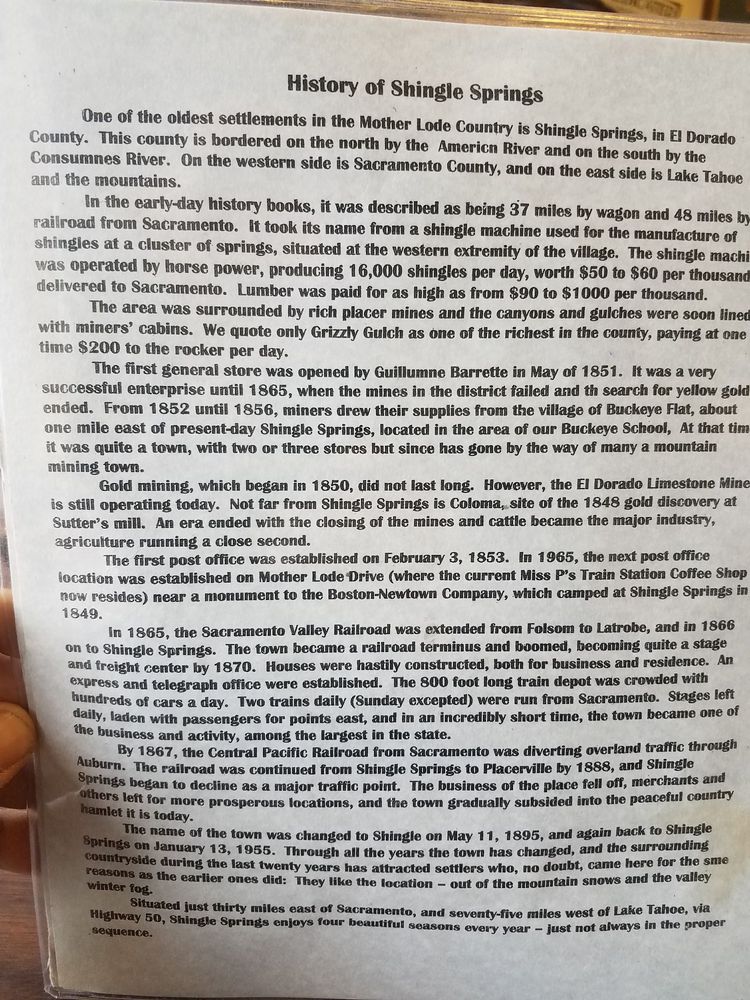 History of Shingle Springs
One of the oldest settlements in the Mother Lode Country is Shingle Springs, in El Dorado
County. This county is bordered on the north by the Americn River and on the south by the
Consumnes River. On the western side is Sacramento County, and on the east side is Lake Tahoe
and the mountains.
In the early-day history books, it was described as being 37 miles by wagon and 48 miles by
railroad from Sacramento. It took its name from a shingle machine used for the manufacture of
shingles at a cluster of springs, situated at the western extremity of the village. The shingle machi
was operated by horse power, producing 16,000 shingles per day, worth $50 to $60 per thousand
delivered to Sacramento. Lumber was paid for as high as from $90 to $1000 per thousand.
The area was surrounded by rich placer mines and the canyons and gulches were soon lined
with miners' cabins. We quote only Grizzly Gulch as one of the richest in the county, paying at one
time $200 to the rocker per day.
The first general store was opened by Guillumne Barrette in May of 1851. It was a very
successful enterprise until 1865, when the mines in the district failed and th search for yellow gold
ended. From 1852 until 1856, miners drew their supplies from the village of Buckeye Flat, about
one mile east of present-day Shingle Springs, located in the area of our Buckeye School, At that tim
it was quite a town, with two or three stores but since has gone by the way of many a mountain
mining town.
Gold mining, which began in 1850, did not last long. However, the El Dorado Limestone Mine
is still operating today. Not far from Shingle Springs is Coloma, site of the 1848 gold discovery at
Sutter's mill. An era ended with the closing of the mines and cattle became the major industry,
agriculture running a close second.
The first post office was established on February 3, 1853. In 1965, the next post office
location was established on Mother Lode Drive (where the current Miss P's Train Station Coffee Shop
now resides) near a monument to the Boston-Newtown Company, which camped at Shingle Springs in
1849.
In 1865, the Sacramento Valley Railroad was extended from Folsom to Latrobe, and in 1866
on to Shingle Springs. The town became a railroad terminus and boomed, becoming quite a stage
and freight center by 1870. Houses were hastily constructed, both for business and residence. An
express and telegraph office were established. The 800 foot long train depot was crowded with
hundreds of cars a day. Two trains daily (Sunday excepted) were run from Sacramento. Stages left
daily, laden with passengers for points east, and in an incredibly short time, the town became one of
the business and activity, among the largest in the state.
By 1867, the Central Pacific Railroad from Sacramento was diverting overland traffic through
Auburn. The railroad was continued from Shingle Springs to Placerville by 1888, and Shingle
Springs began to decline as a major traffic point. The business of the place fell off, merchants and
others left for more prosperous locations, and the town gradually subsided into the peaceful country
hamlet it is today.
The name of the town was changed to Shingle on May 11, 1895, and again back to Shingle
Springs on January 13, 1955. Through all the years the town has changed, and the surrounding
countryside during the last twenty years has attracted settlers who, no doubt, came here for the sme
reasons as the earlier ones did: They like the location – out of the mountain snows and the valley
winter fog.
Situated just thirty miles east of Sacramento, and seventy-five miles west of Lake Tahoe, via
Highway 50, Shingle Springs enjoys four beautiful seasons every year – just not always in the proper
sequence.